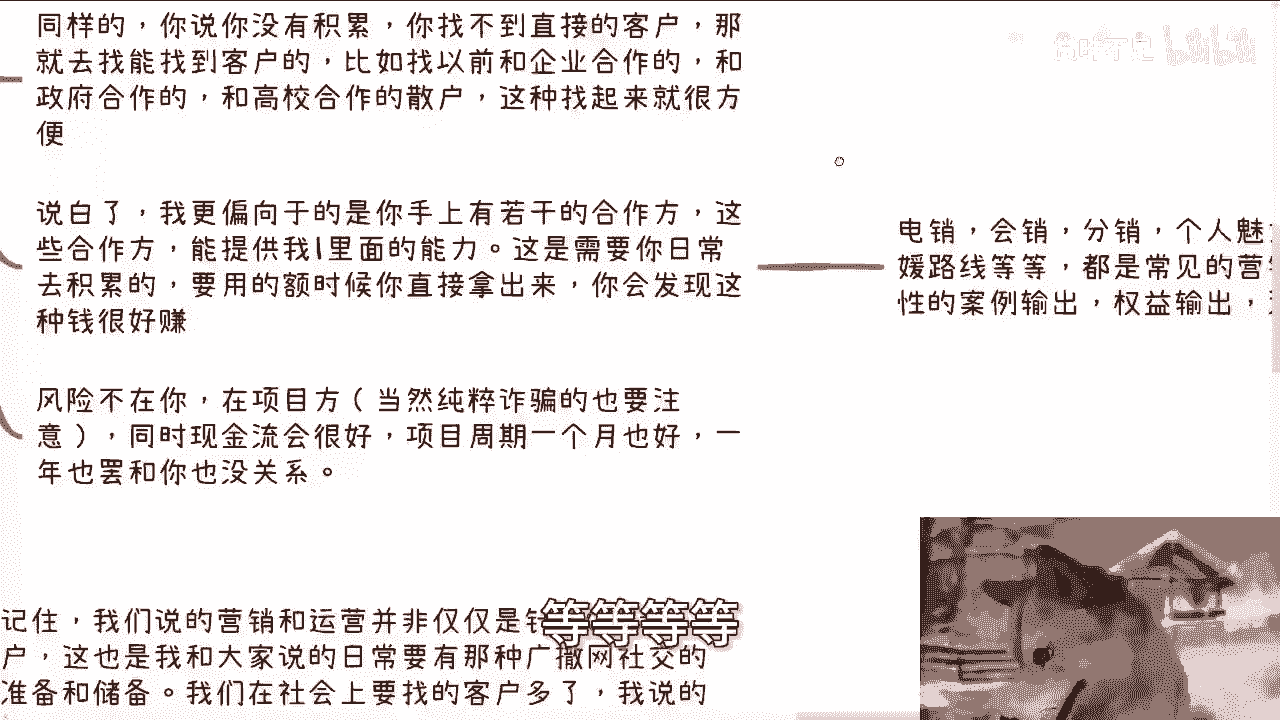 同样的，你说你没有积累，你找不到直接的客户，那
就去找能找到客户的，比如找以前和企业合作的，和
政府合作的，和高校合作的散户，这种找起来就很方
便
说白了，我更偏向于的是你手上有若干的合作方，这
些合作方，能提供我1里面的能力。这是需要你日常
去积累的，要用的额时候你直接拿出来，你会发现这
种钱很好赚
风险不在你，在项目方（当然纯粹诈骗的也要注
意），同时现金流会很好，项目周期一个月也好，一
年也罢和你也没关系。
电销，会销，分销，个人魅
媛路线等等，都是常见的营
性的案例输出，权益输出，
记住，我们说的营销和运营并非仅仅是
等等等等
户，这也是我和大家说的日常要有那种广撒网社交的
准备和储备。我们在社会上要找的客户多了，我说的
bilibili